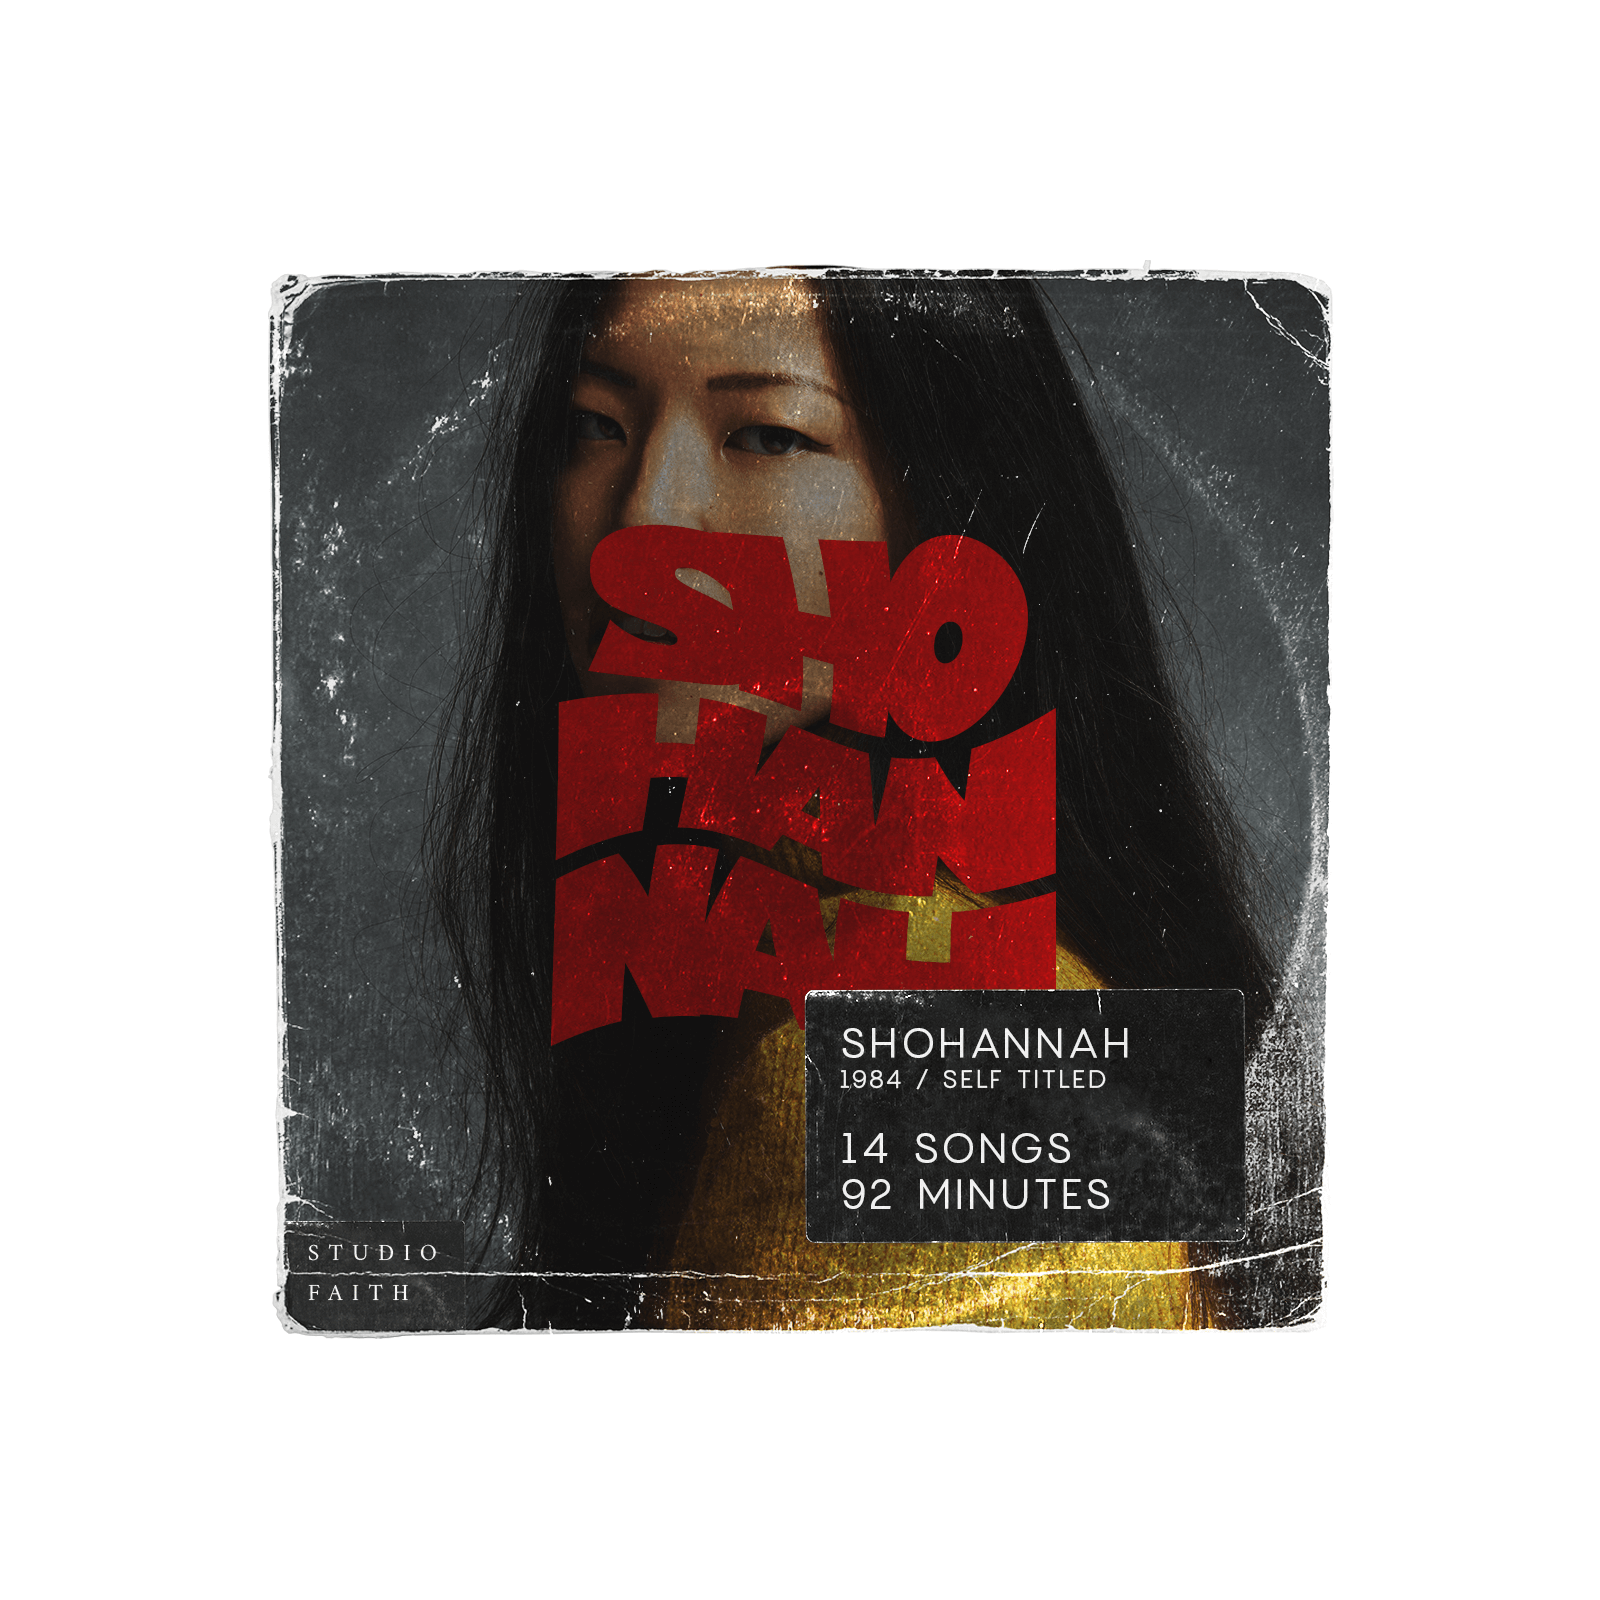 SHO
HAN
NAH
SHOHANNAH
1984 / SELF TITLED
14 SONGS
92 MINUTES
STUDIO
FAITH